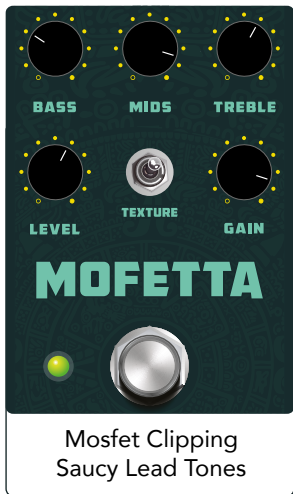 BASS MIDS TREBLE
LEVEL TEXTURE GAIN
MOFETTA
Mosfet Clipping
Saucy Lead Tones